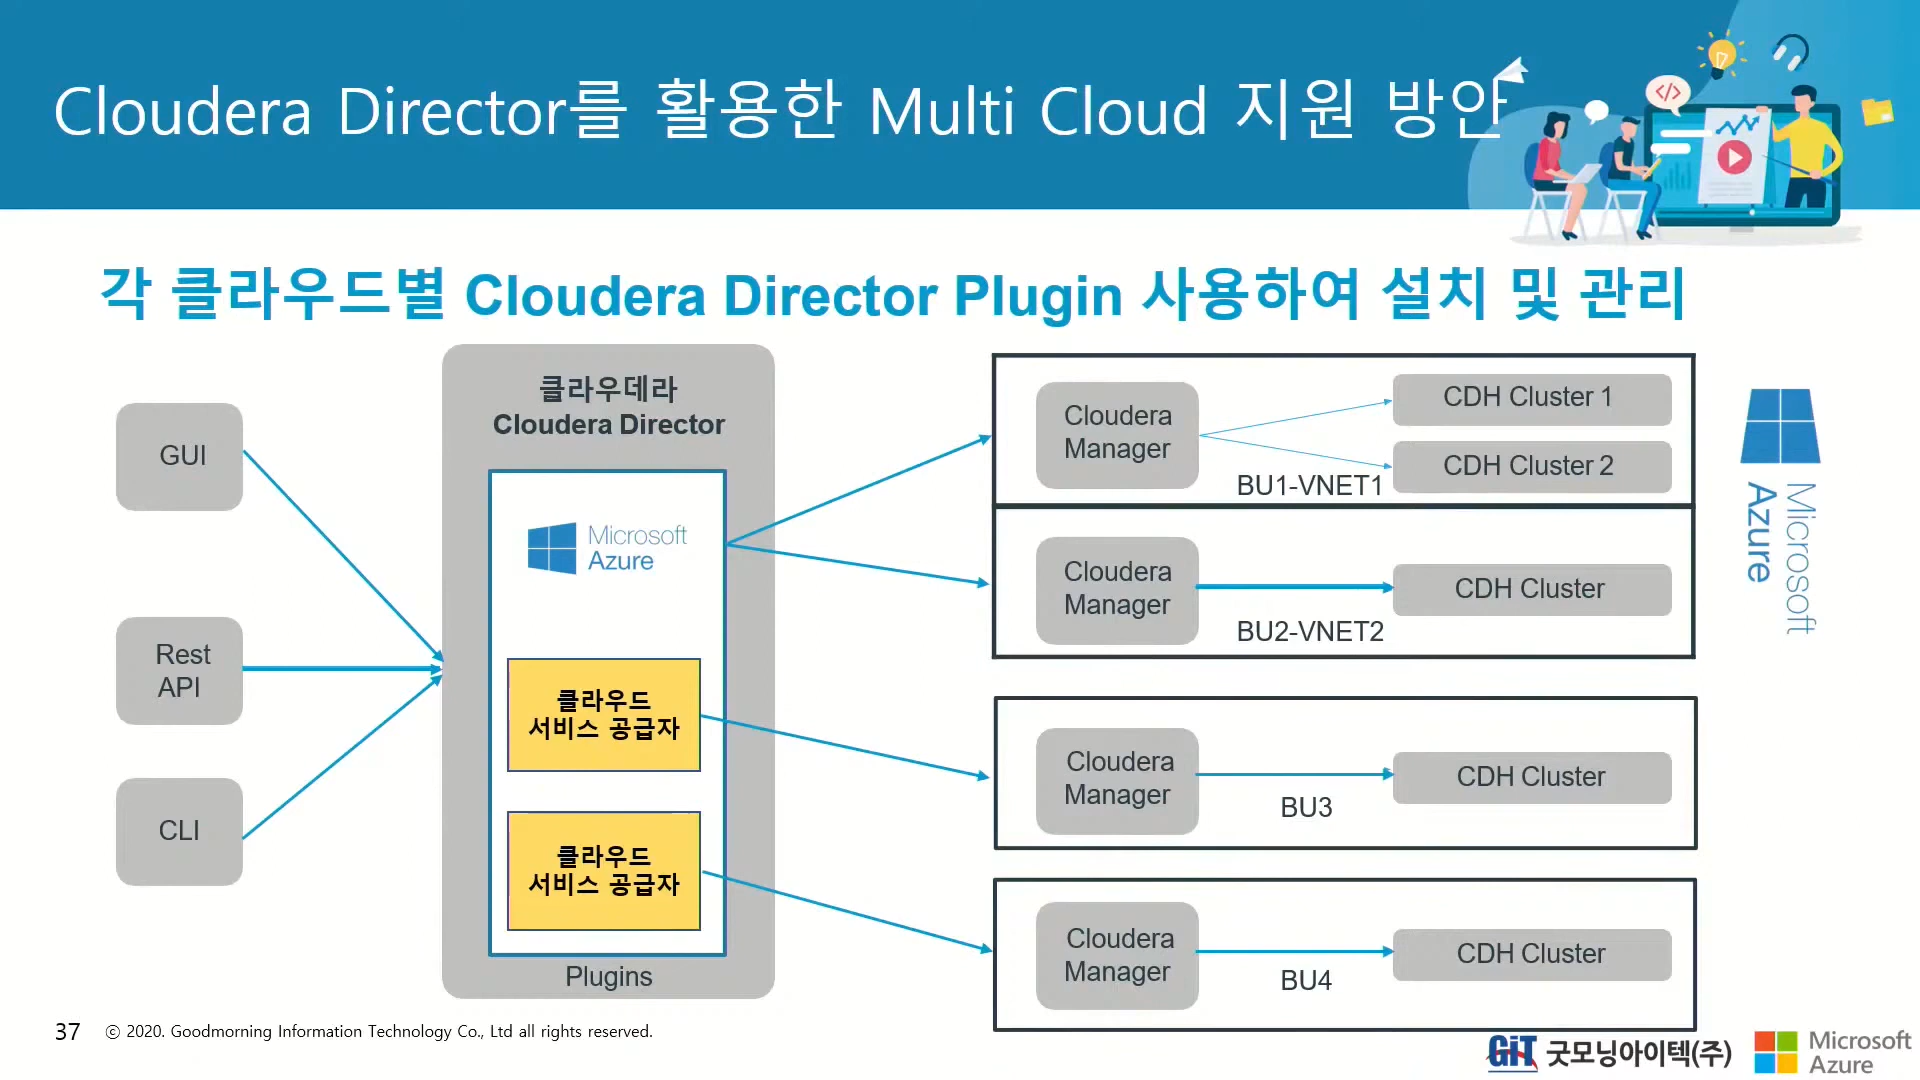 Cloudera Director를 활용한 Multi Cloud 지원 방안
</>
각 클라우드별 Cloudera Director Plugin 사용하여 설치 및 관리
GUI
Rest
API
CLI
클라우데라
Cloudera Director
Microsoft
Azure
클라우드
서비스 공급자
클라우드
서비스 공급자
Plugins
Cloudera
Manager
CDH Cluster 1
CDH Cluster 2
BU1-VNET1
Cloudera
Manager
CDH Cluster
BU2-VNET2
Cloudera
Manager
CDH Cluster
BU3
Cloudera
Manager
CDH Cluster
BU4
Microsoft
Azure
37 ⓒ 2020. Goodmorning Information Technology Co., Ltd all rights reserved.
GiT 굿모닝아이텍(주)
Microsoft
Azure